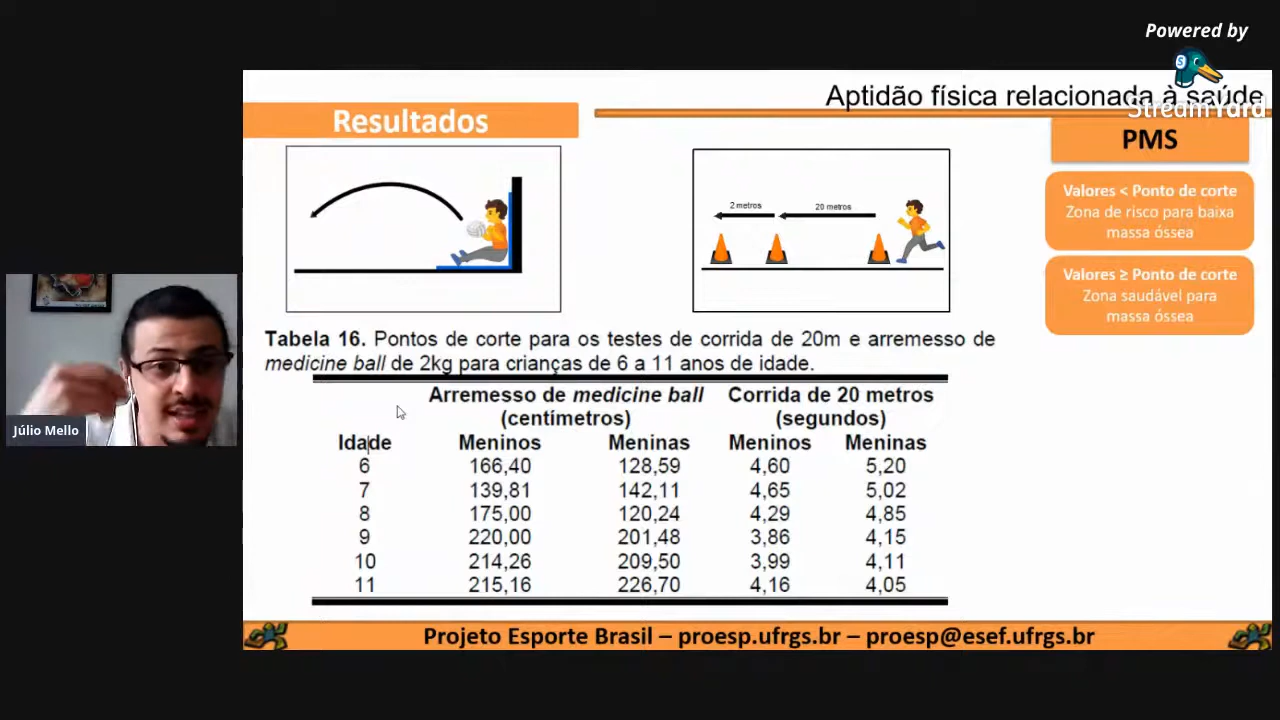 Powered by
StreamYard
Aptidão física relacionada à saúde
Resultados
PMS
Valores < Ponto de corte
Zona de risco para baixa
massa óssea
Valores ≥ Ponto de corte
Zona saudável para
massa óssea
2 metros
20 metros
Tabela 16. Pontos de corte para os testes de corrida de 20m e arremesso de
medicine ball de 2kg para crianças de 6 a 11 anos de idade.
Arremesso de medicine ball Corrida de 20 metros
(centímetros) (segundos)
Idade Meninos Meninas Meninos Meninas
6 166,40 128,59 4,60 5,20
7 139,81 142,11 4,65 5,02
8 175,00 120,24 4,29 4,85
9 220,00 201,48 3,86 4,15
10 214,26 209,50 3,99 4,11
11 215,16 226,70 4,16 4,05
Júlio Mello
Projeto Esporte Brasil – proesp.ufrgs.br – proesp@esef.ufrgs.br